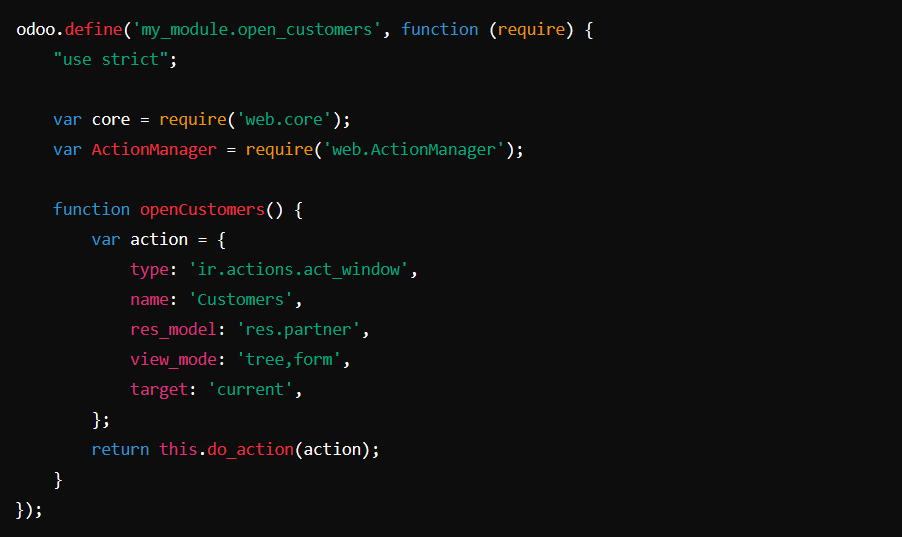 odoo.define('my_module.open_customers', function (require) {
    "use strict";

    var core = require('web.core');
    var ActionManager = require('web.ActionManager');

    function openCustomers() {
        var action = {
            type: 'ir.actions.act_window',
            name: 'Customers',
            res_model: 'res.partner',
            view_mode: 'tree,form',
            target: 'current',
        };
        return this.do_action(action);
    }
});